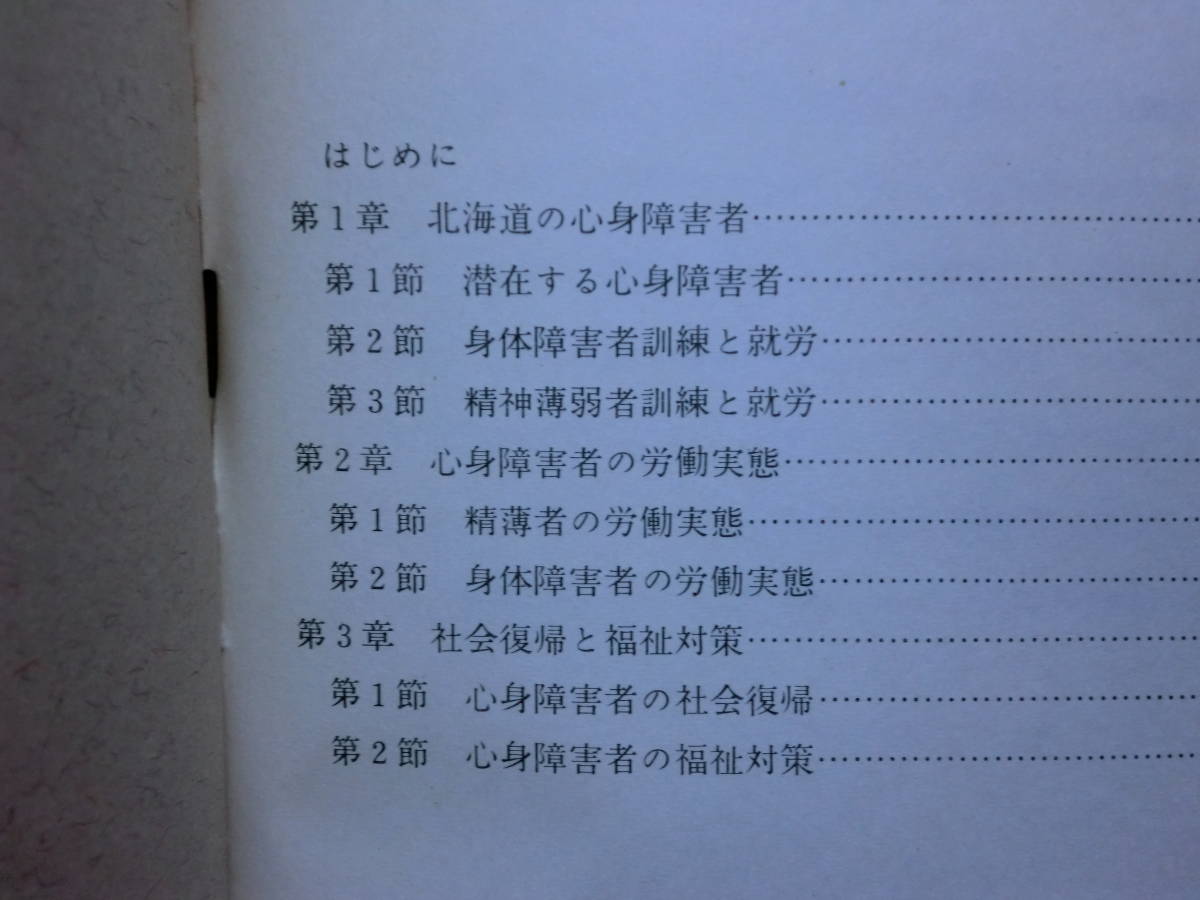 はじめに
第1章 北海道の心身障害者……………………………
第1節 潜在する心身障害者……………………………
第2節 身体障害者訓練と就労…………………………
第3節 精神薄弱者訓練と就労…………………………
第2章 心身障害者の労働実態…………………………
第1節 精薄者の労働実態………………………………
第2節 身体障害者の労働実態…………………………
第3章 社会復帰と福祉対策……………………………
第1節 心身障害者の社会復帰…………………………
第2節 心身障害者の福祉対策…………………………